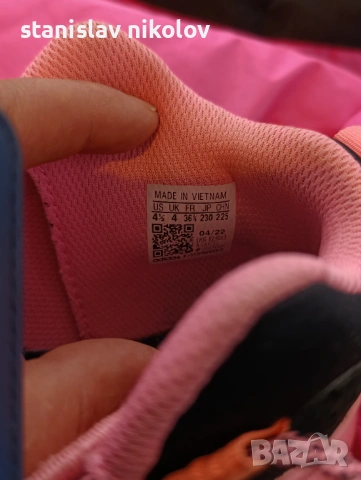 stanislav nikolov
MADE IN VIETNAM
US UK FR JP CHN
4½ 4 36⅔ 230 225
04/22
BAZAR